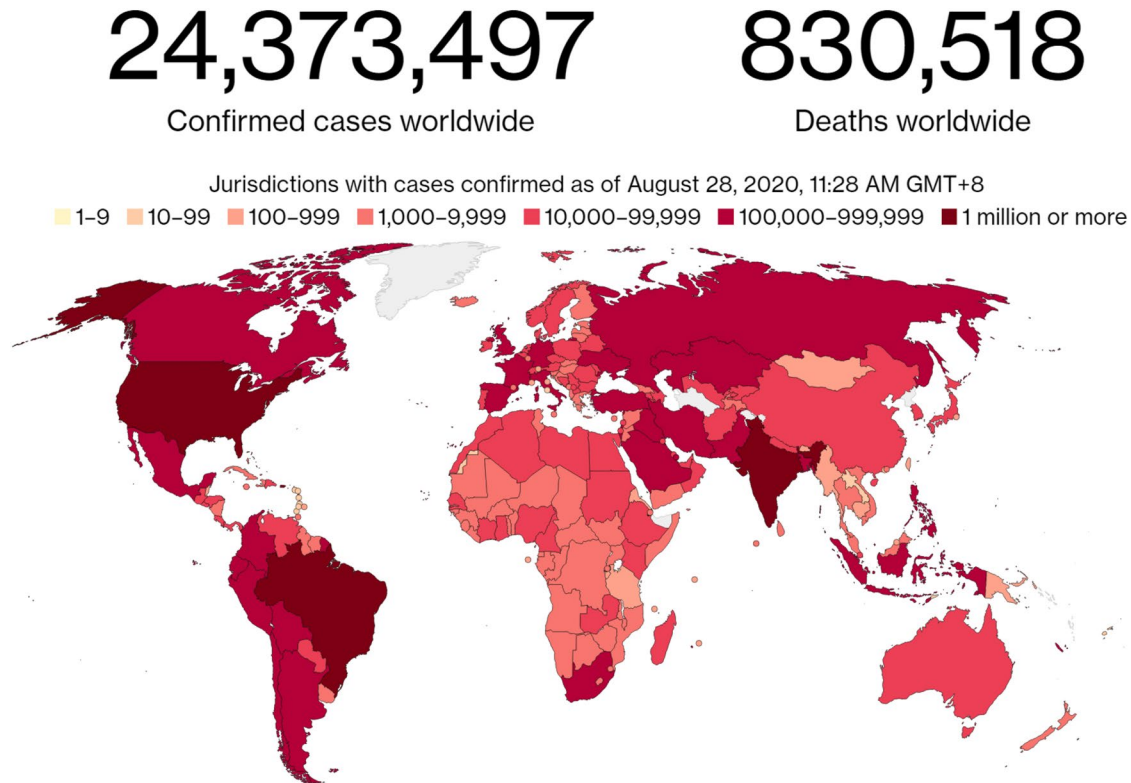 24,373,497 830,518
Confirmed cases worldwide Deaths worldwide
Jurisdictions with cases confirmed as of August 28, 2020, 11:28 AM GMT+8
1–9 10–99 100–999 1,000–9,999 10,000–99,999 100,000–999,999 1 million or more